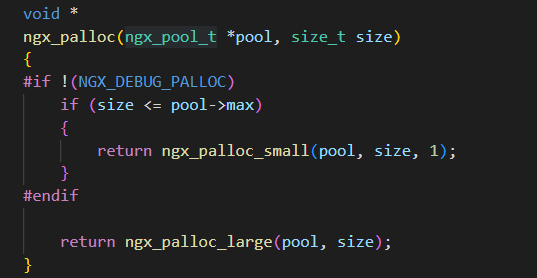 void *
ngx_palloc(ngx_pool_t *pool, size_t size)
{
#if !(NGX_DEBUG_PALLOC)
    if (size <= pool->max)
    {
        return ngx_palloc_small(pool, size, 1);
    }
#endif

    return ngx_palloc_large(pool, size);
}